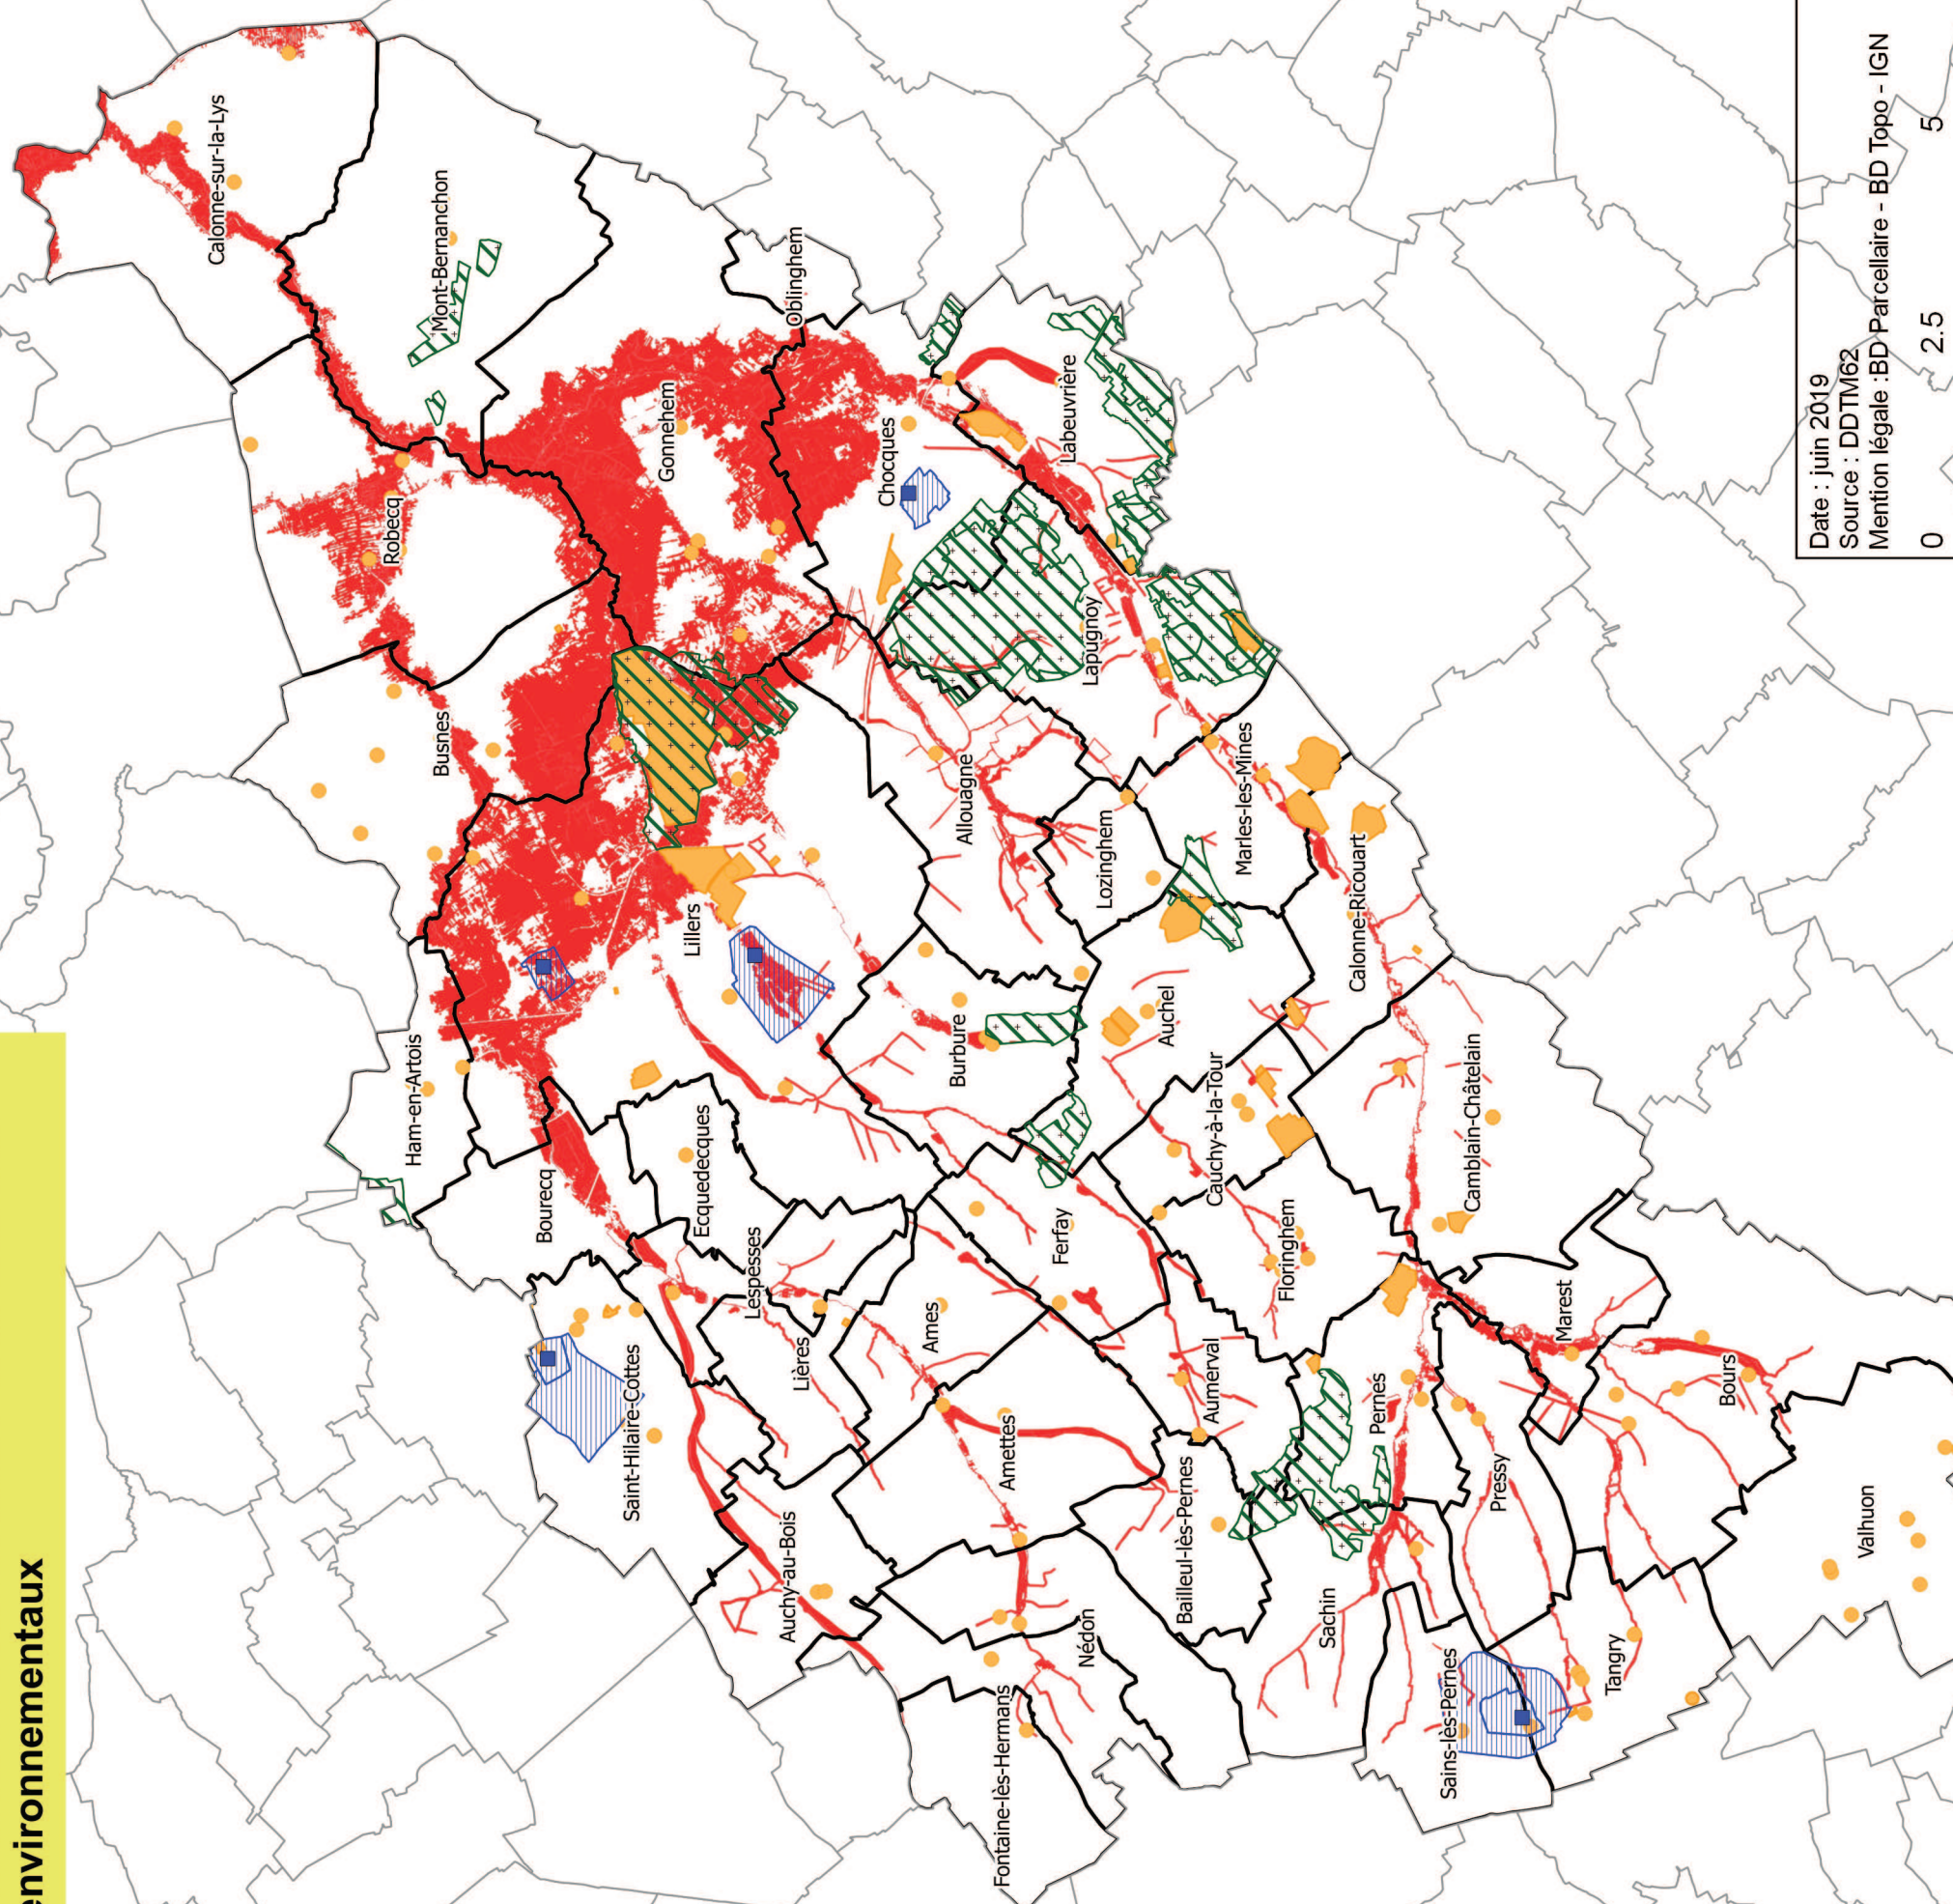 environnementaux
Calonne-sur-la-Lys
Mont-Bernanchon
Robecq
Busnes
Gonnehem
Oblinghem
Chocques
Labeuvrière
Lapugnoy
Lillers
Ham-en-Artois
Bourecq
Ecquedecques
Allouagne
Lozinghem
Marles-les-Mines
Burbure
Auchel
Calonne-Ricouart
Cauchy-à-la-Tour
Camblain-Châtelain
Saint-Hilaire-Cottes
Lespesses
Lières
Ames
Ferfay
Floringhem
Auchy-au-Bois
Amettes
Aumerval
Pernes
Marest
Bours
Pressy
Valhuon
Bailleul-lès-Pernes
Nédon
Sachin
Fontaine-lès-Hermans
Sains-lès-Pernes
Tangry
Date : juin 2019
Source : DDTM62
Mention légale :BD Parcellaire - BD Topo - IGN
0 2.5 5